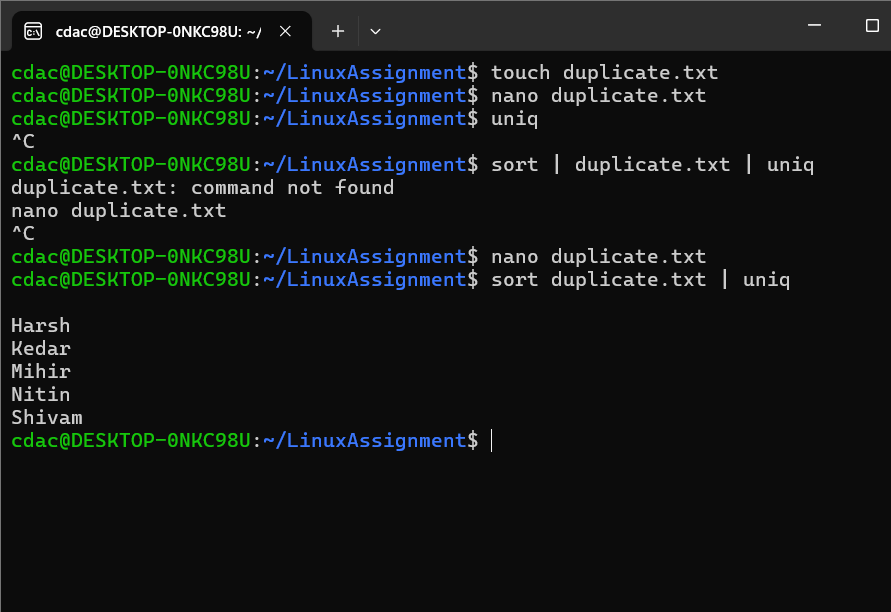 cdac@DESKTOP-0NKC98U: ~/
cdac@DESKTOP-0NKC98U:~/LinuxAssignment$ touch duplicate.txt
cdac@DESKTOP-0NKC98U:~/LinuxAssignment$ nano duplicate.txt
cdac@DESKTOP-0NKC98U:~/LinuxAssignment$ uniq
^C
cdac@DESKTOP-0NKC98U:~/LinuxAssignment$ sort | duplicate.txt | uniq
duplicate.txt: command not found
nano duplicate.txt
^C
cdac@DESKTOP-0NKC98U:~/LinuxAssignment$ nano duplicate.txt
cdac@DESKTOP-0NKC98U:~/LinuxAssignment$ sort duplicate.txt | uniq

Harsh
Kedar
Mihir
Nitin
Shivam
cdac@DESKTOP-0NKC98U:~/LinuxAssignment$